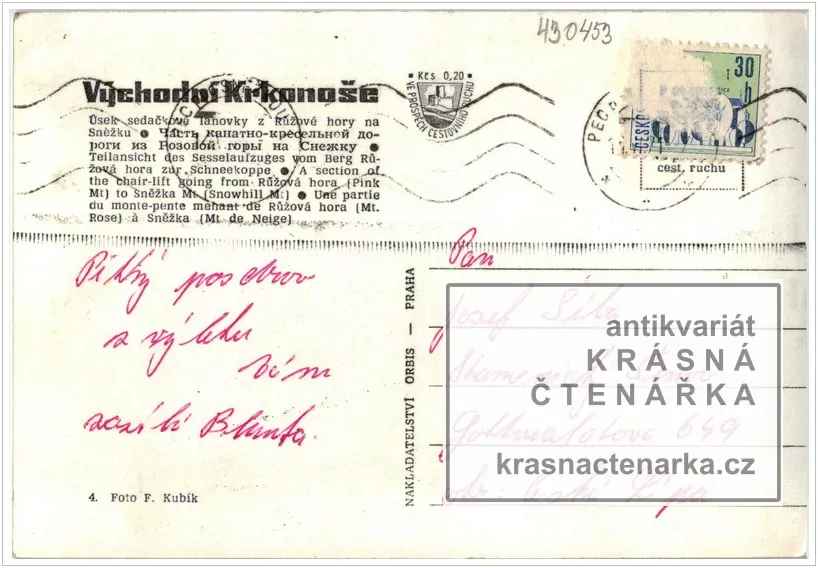 430453
Kčs 0,20
VE PROSPĚCH CESTOVNÍHO RUCHU
30
h
ČESKO
PEC P
Východní Krkonoše
Úsek sedačkové lanovky z Růžové hory na
Sněžku ● Часть канатно-кресельной до-
роги из Розовой горы на Снежку ●
Teilansicht des Sesselaufzuges vom Berg Rů-
žová hora zur Schneekoppe ● A section of
the chair-lift going from Růžová hora (Pink
Mt) to Sněžka Mt (Snowhill M.) ● Une partie
du monte-pente menant de Růžová hora (Mt.
Rose) à Sněžka (Mt de Neige)
cest. ruchu
pozdrav
z výletu
Vám
zasílá
4. Foto F. Kubík
NAKLADATELSTVÍ ORBIS — PRAHA
Pan
Josef
Gottwaldova 649
Česká Lípa
antikvariát
KRÁSNÁ
ČTENÁŘKA
krasnactenarka.cz